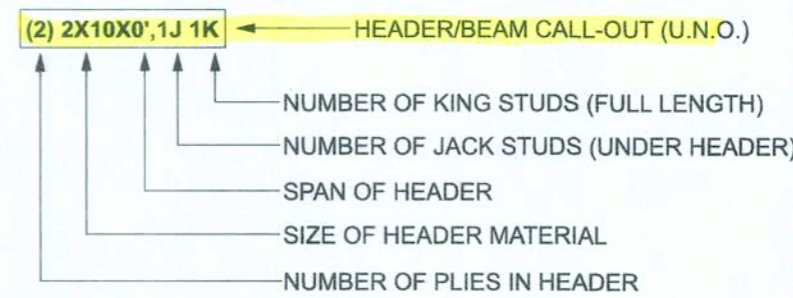 (2) 2X10X0',1J 1K HEADER/BEAM CALL-OUT (U.N.O.)
NUMBER OF KING STUDS (FULL LENGTH)
NUMBER OF JACK STUDS (UNDER HEADER)
SPAN OF HEADER
SIZE OF HEADER MATERIAL
NUMBER OF PLIES IN HEADER